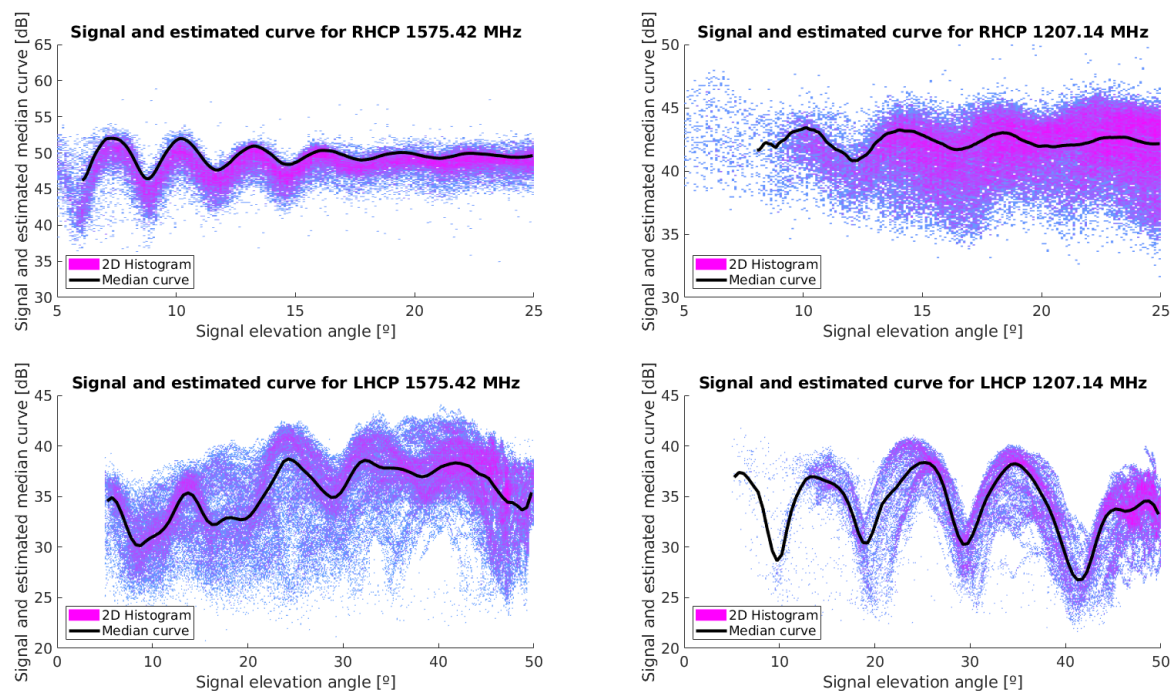 Signal and estimated curve for RHCP 1575.42 MHz
Signal and estimated median curve [dB]
65
60
55
50
45
40
35
30
2D Histogram
Median curve
5
10
15
20
25
Signal elevation angle [º]
Signal and estimated curve for RHCP 1207.14 MHz
Signal and estimated median curve [dB]
50
45
40
35
30
2D Histogram
Median curve
5
10
15
20
25
Signal elevation angle [º]
Signal and estimated curve for LHCP 1575.42 MHz
Signal and estimated median curve [dB]
45
40
35
30
25
20
2D Histogram
Median curve
0
10
20
30
40
50
Signal elevation angle [º]
Signal and estimated curve for LHCP 1207.14 MHz
Signal and estimated median curve [dB]
45
40
35
30
25
20
2D Histogram
Median curve
0
10
20
30
40
50
Signal elevation angle [º]